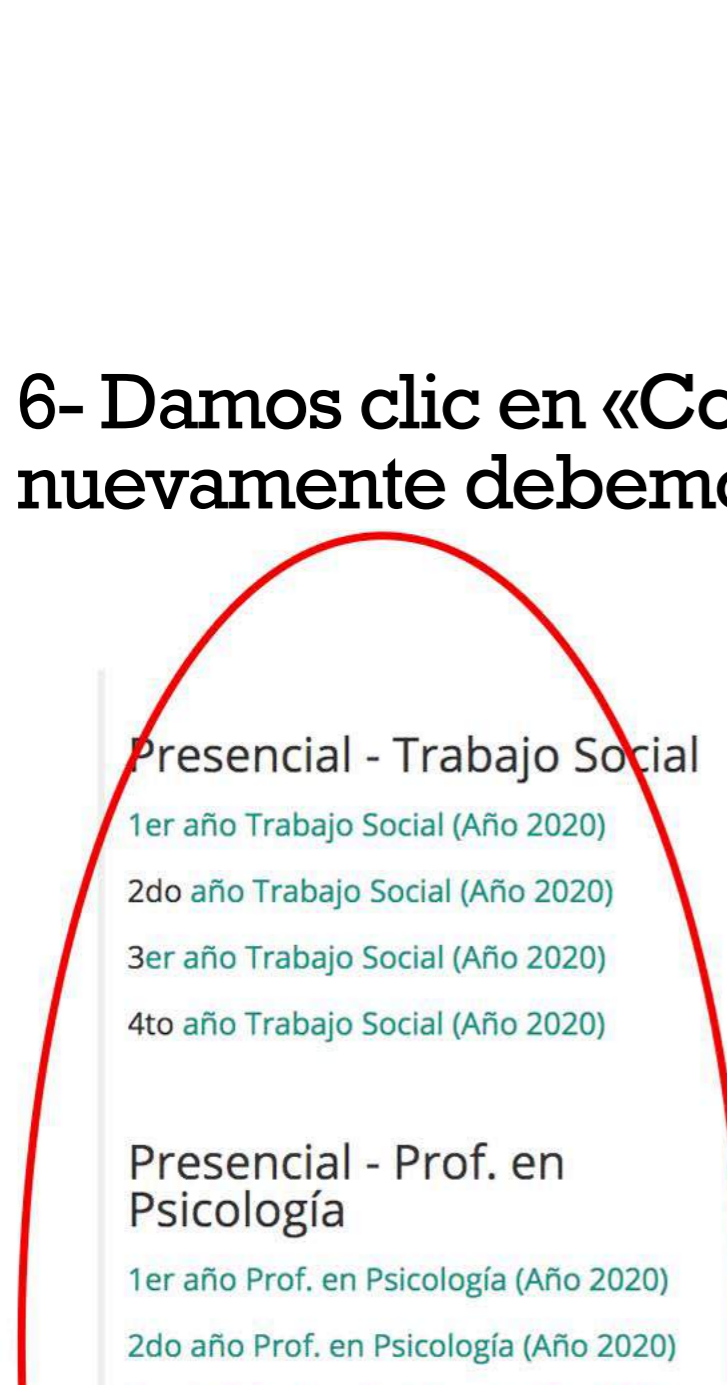 6- Damos clic en «Co
nuevamente debemo
Presencial - Trabajo Social
1er año Trabajo Social (Año 2020)
2do año Trabajo Social (Año 2020)
3er año Trabajo Social (Año 2020)
4to año Trabajo Social (Año 2020)
Presencial - Prof. en
Psicología
1er año Prof. en Psicología (Año 2020)
2do año Prof. en Psicología (Año 2020)